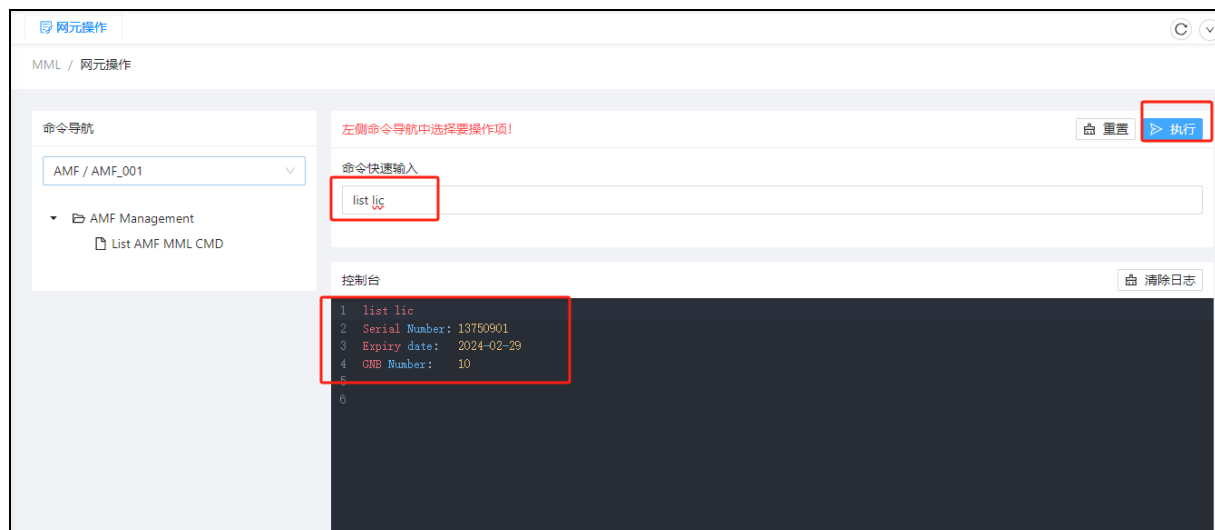 网元操作
MML / 网元操作
命令导航
AMF / AMF_001
AMF Management
List AMF MML CMD
左侧命令导航中选择要操作项!
重置
执行
命令快速输入
list lic
控制台
清除日志
1 list lic
2 Serial Number: 13750901
3 Expiry date: 2024-02-29
4 GNB Number: 10
5
6